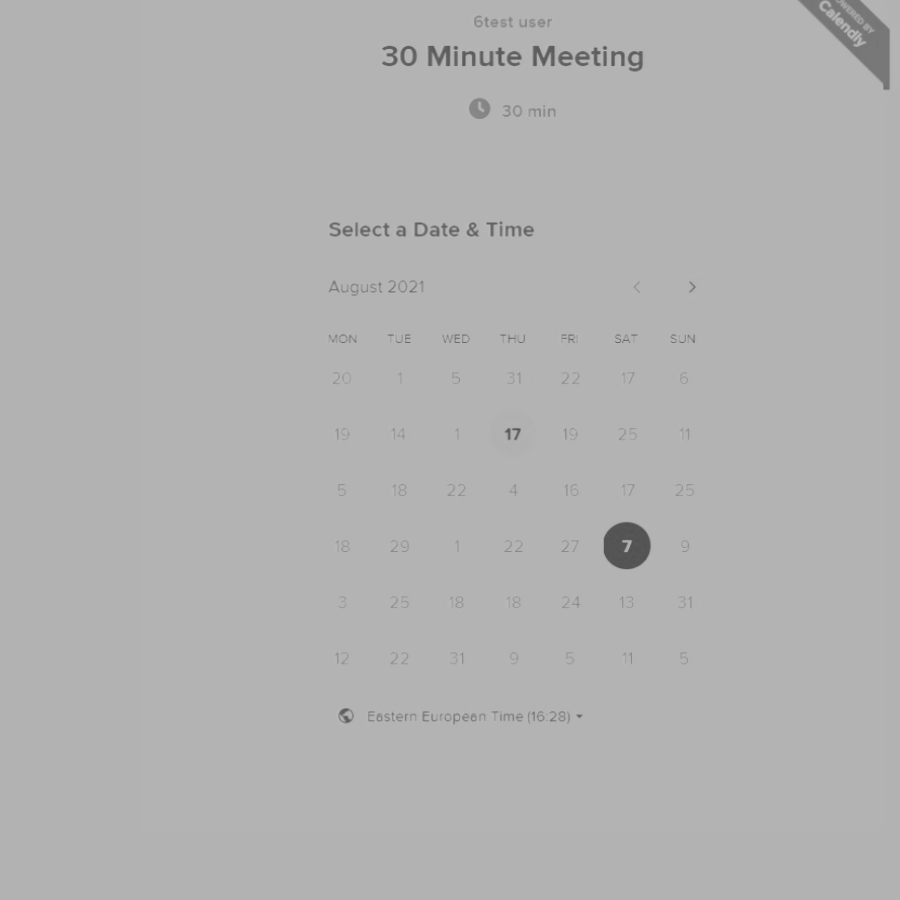 6test user
POWERED BY
Calendly
30 Minute Meeting
30 min
Select a Date & Time
August 2021
MON TUE WED THU FRI SAT SUN
20 1 5 31 22 17 6
19 14 1 17 19 25 11
5 18 22 4 16 17 25
18 29 1 22 27 7 9
3 25 18 18 24 13 31
12 22 31 9 5 11 5
Eastern European Time (16:28)